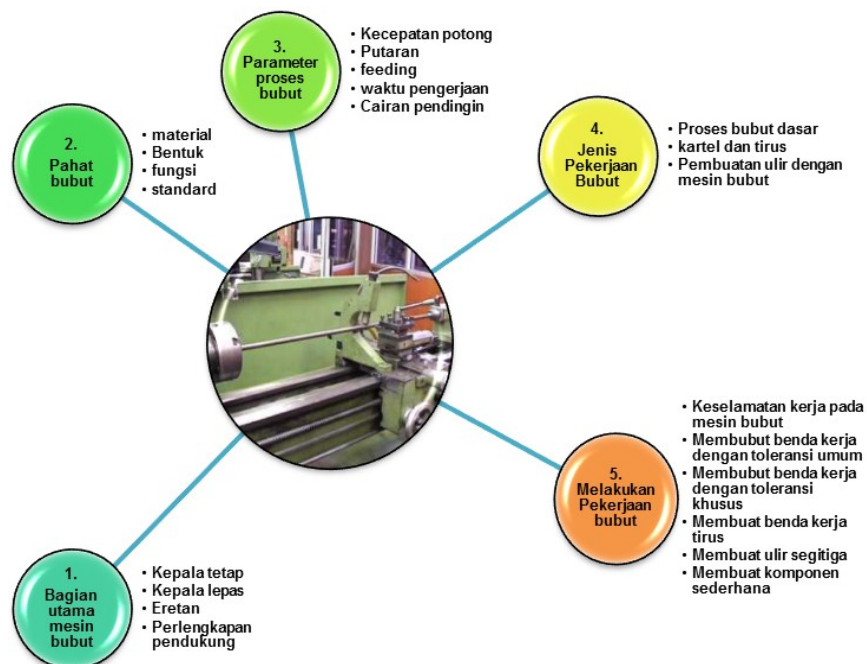 1.
Bagian
utama
mesin
bubut
• Kepala tetap
• Kepala lepas
• Eretan
• Perlengkapan
pendukung
2.
Pahat
bubut
• material
• Bentuk
• fungsi
• standard
3.
Parameter
proses
bubut
• Kecepatan potong
• Putaran
• feeding
• waktu pengerjaan
• Cairan pendingin
4.
Jenis
Pekerjaan
Bubut
• Proses bubut dasar
• kartel dan tirus
• Pembuatan ulir dengan
mesin bubut
5.
Melakukan
Pekerjaan
bubut
• Keselamatan kerja pada
mesin bubut
• Membubut benda kerja
dengan toleransi umum
• Membubut benda kerja
dengan toleransi
khusus
• Membuat benda kerja
tirus
• Membuat ulir segitiga
• Membuat komponen
sederhana